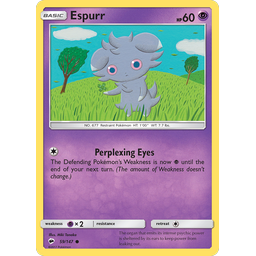 BASIC Espurr HP60
NO. 677 Restraint Pokémon HT: 1'00" WT: 7.7 lbs.
Perplexing Eyes
The Defending Pokémon's Weakness is now until the
end of your next turn. (The amount of Weakness doesn't
change.)
weakness ×2 resistance retreat
59/147